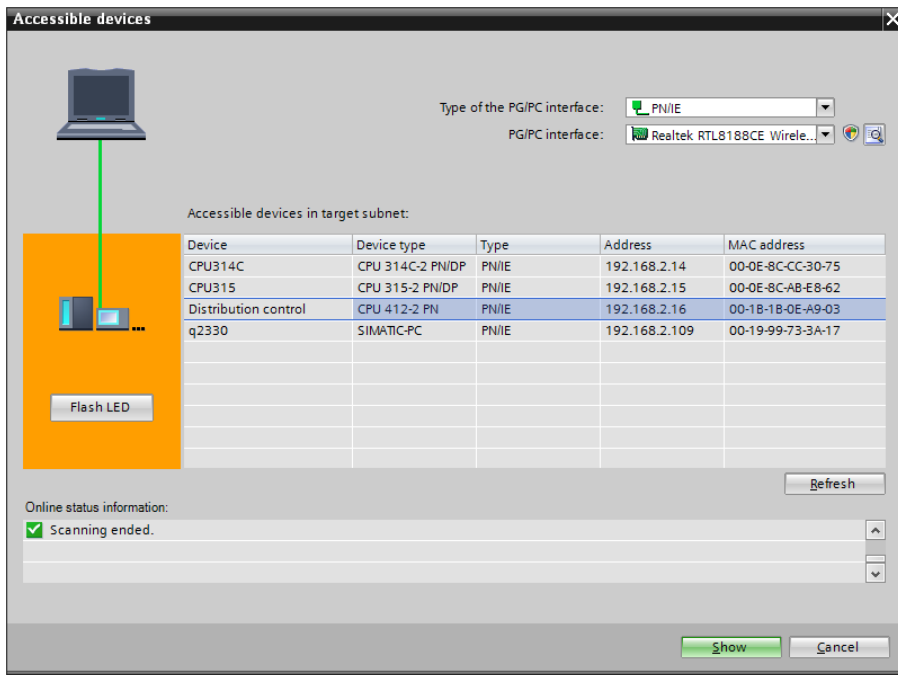 Accessible devices
Type of the PG/PC interface: PN/IE
PG/PC interface: Realtek RTL8188CE Wirele...
Accessible devices in target subnet:
Device Device type Type Address MAC address
CPU314C CPU 314C-2 PN/DP PN/IE 192.168.2.14 00-0E-8C-CC-30-75
CPU315 CPU 315-2 PN/DP PN/IE 192.168.2.15 00-0E-8C-AB-E8-62
Distribution control CPU 412-2 PN PN/IE 192.168.2.16 00-1B-1B-0E-A9-03
q2330 SIMATIC-PC PN/IE 192.168.2.109 00-19-99-73-3A-17
...
Flash LED
Refresh
Online status information:
Scanning ended.
Show Cancel